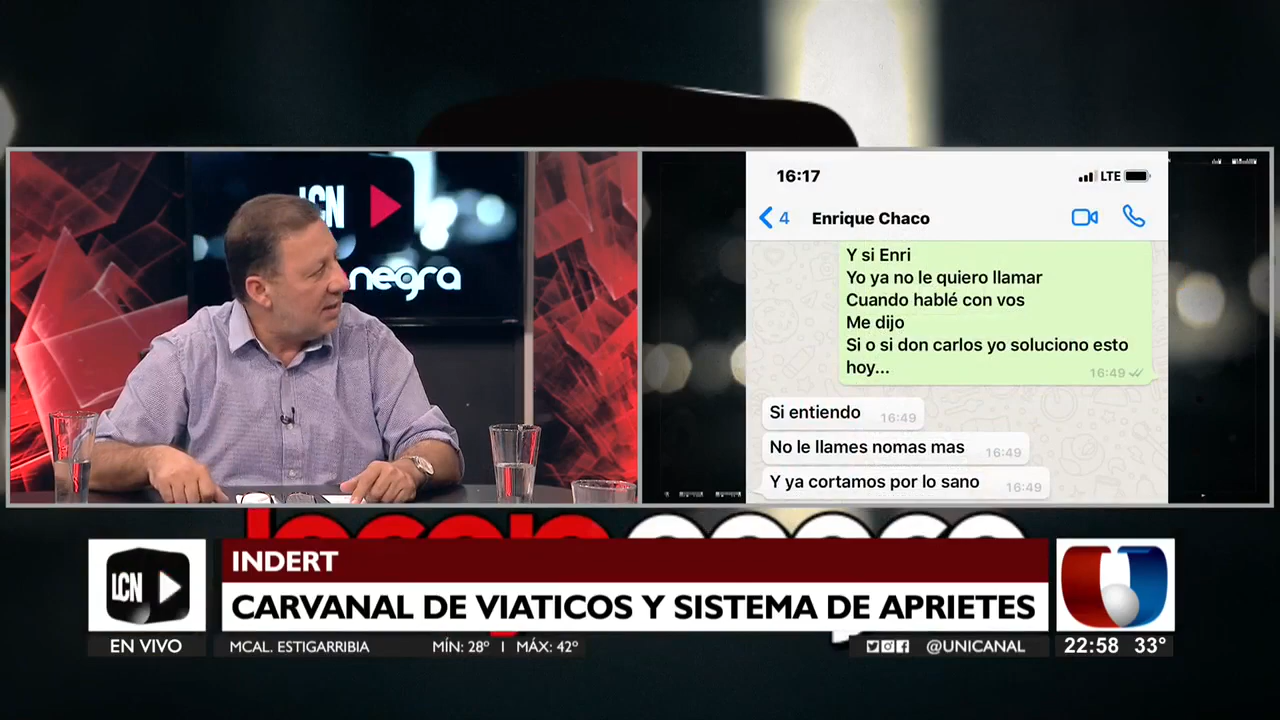 LCN
negra
16:17
LTE
4
Enrique Chaco
Y si Enri
Yo ya no le quiero llamar
Cuando hablé con vos
Me dijo
Si o si don carlos yo soluciono esto
hoy...
16:49
Si entiendo
16:49
No le llames nomas mas
16:49
Y ya cortamos por lo sano
16:49
LCN
INDERT
CARVANAL DE VIATICOS Y SISTEMA DE APRIETES
EN VIVO
MCAL. ESTIGARRIBIA
MÍN: 28° I MÁX: 42°
@UNICANAL
22:58 33°